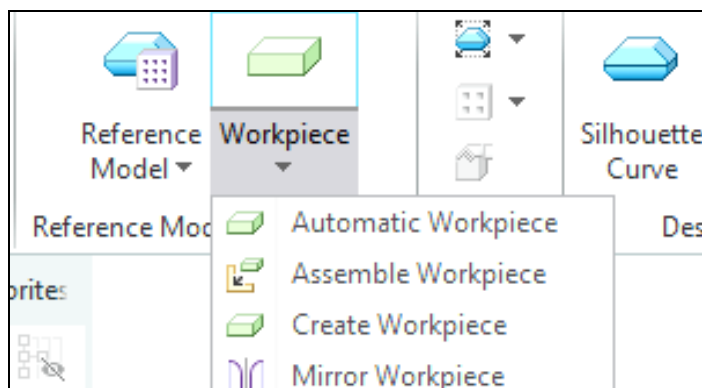 Reference
Model
Workpiece
Silhouette
Curve
Reference Mod
Des
Automatic Workpiece
Assemble Workpiece
Create Workpiece
Mirror Workpiece
orites